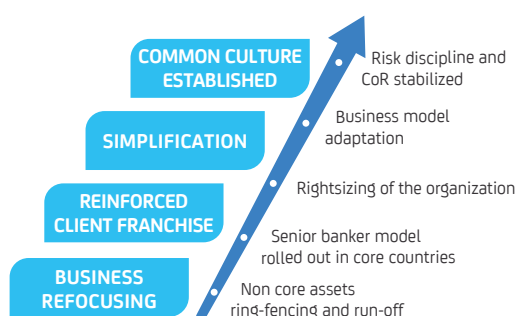 COMMON CULTURE
ESTABLISHED
Risk discipline and
CoR stabilized
SIMPLIFICATION
Business model
adaptation
REINFORCED
CLIENT FRANCHISE
Rightsizing of the organization
Senior banker model
rolled out in core countries
BUSINESS
REFOCUSING
Non core assets
ring-fencing and run-off